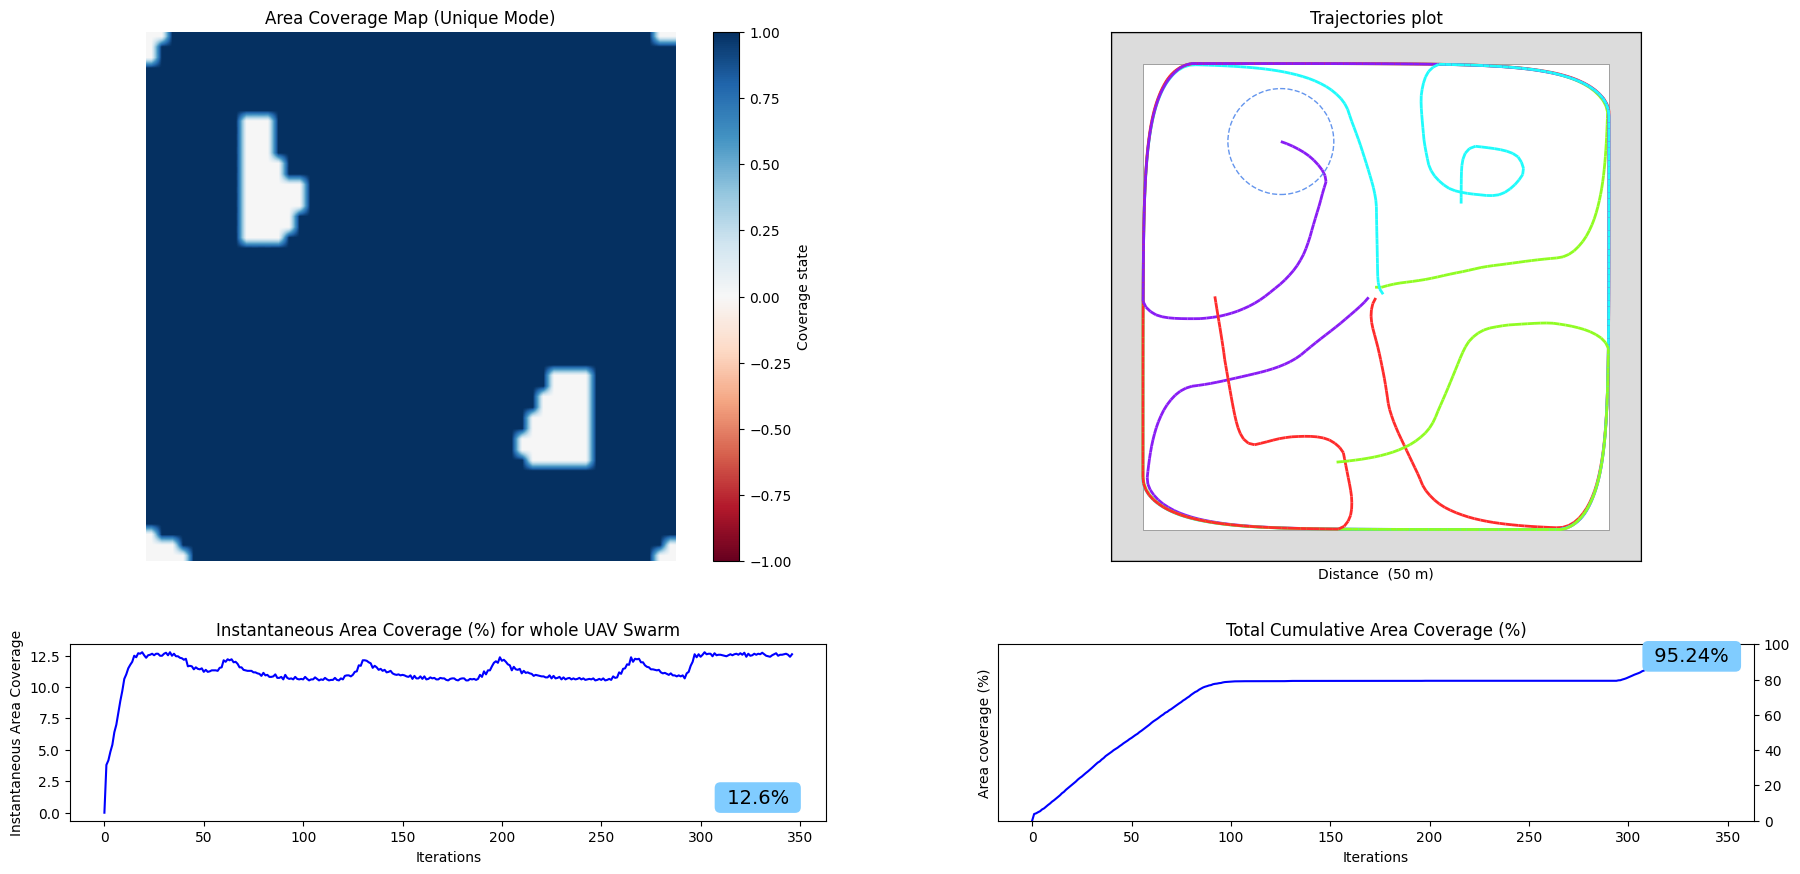 Area Coverage Map (Unique Mode)
1.00
0.75
0.50
0.25
0.00
−0.25
−0.50
−0.75
−1.00
Coverage state
Trajectories plot
Distance  (50 m)
Instantaneous Area Coverage (%) for whole UAV Swarm
Instantaneous Area Coverage
12.5
10.0
7.5
5.0
2.5
0.0
12.6%
0 50 100 150 200 250 300 350
Iterations
Total Cumulative Area Coverage (%)
Area coverage (%)
95.24%
100
80
60
40
20
0
0 50 100 150 200 250 300 350
Iterations